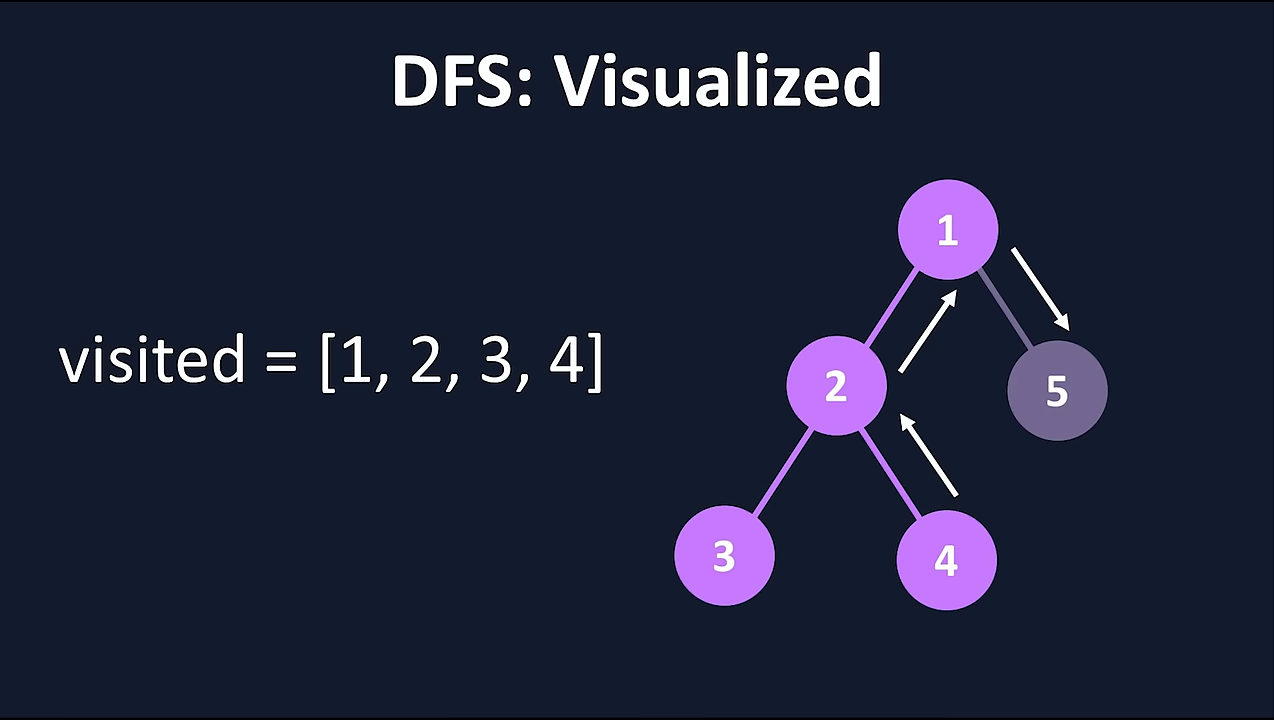 DFS: Visualized
visited = [1, 2, 3, 4]
1
2
5
3
4